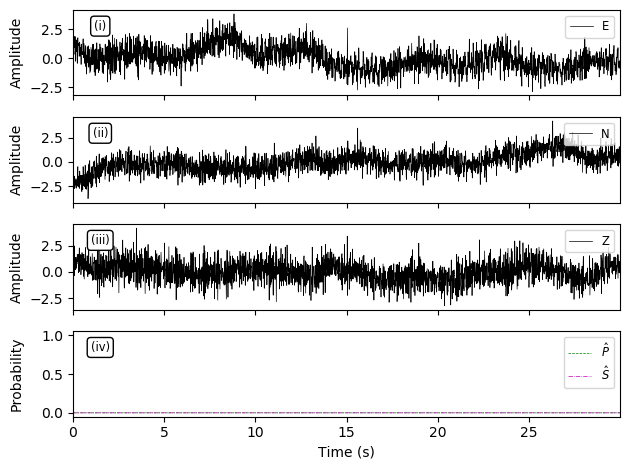 Amplitude
2.5
0.0
−2.5
(i)
E
Amplitude
2.5
0.0
−2.5
(ii)
N
Amplitude
2.5
0.0
−2.5
(iii)
Z
Probability
1.0
0.5
0.0
(iv)
P̂
Ŝ
0 5 10 15 20 25
Time (s)